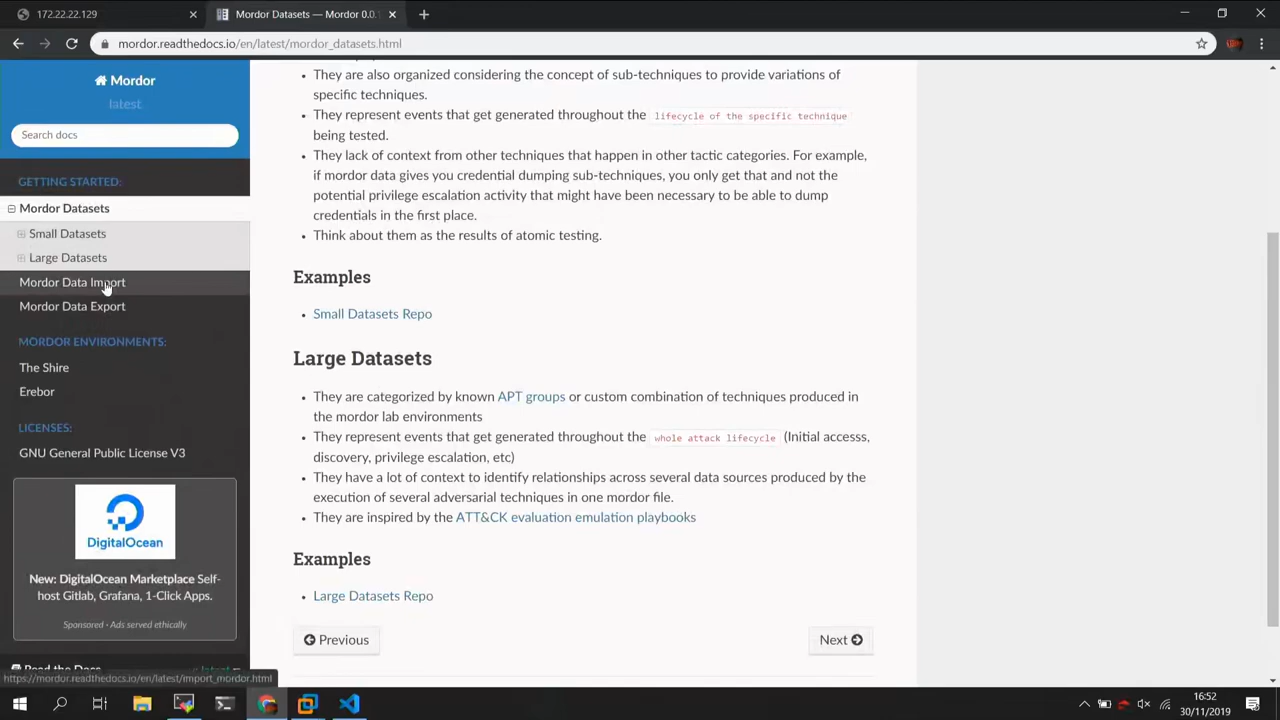 172.22.22.129
Mordor Datasets — Mordor 0.0.1
mordor.readthedocs.io/en/latest/mordor_datasets.html
Mordor
latest
Search docs
GETTING STARTED:
Mordor Datasets
Small Datasets
Large Datasets
Mordor Data Import
Mordor Data Export
MORDOR ENVIRONMENTS:
The Shire
Erebor
LICENSES:
GNU General Public License V3
DigitalOcean
New: DigitalOcean Marketplace Self-
host Gitlab, Grafana, 1-Click Apps.
Sponsored · Ads served ethically
Read the Docs
latest
https://mordor.readthedocs.io/en/latest/import_mordor.html
They are also organized considering the concept of sub-techniques to provide variations of
specific techniques.
They represent events that get generated throughout the lifecycle of the specific technique
being tested.
They lack of context from other techniques that happen in other tactic categories. For example,
if mordor data gives you credential dumping sub-techniques, you only get that and not the
potential privilege escalation activity that might have been necessary to be able to dump
credentials in the first place.
Think about them as the results of atomic testing.
Examples
Small Datasets Repo
Large Datasets
They are categorized by known APT groups or custom combination of techniques produced in
the mordor lab environments
They represent events that get generated throughout the whole attack lifecycle (Initial accesss,
discovery, privilege escalation, etc)
They have a lot of context to identify relationships across several data sources produced by the
execution of several adversarial techniques in one mordor file.
They are inspired by the ATT&CK evaluation emulation playbooks
Examples
Large Datasets Repo
Previous
Next
16:52
30/11/2019